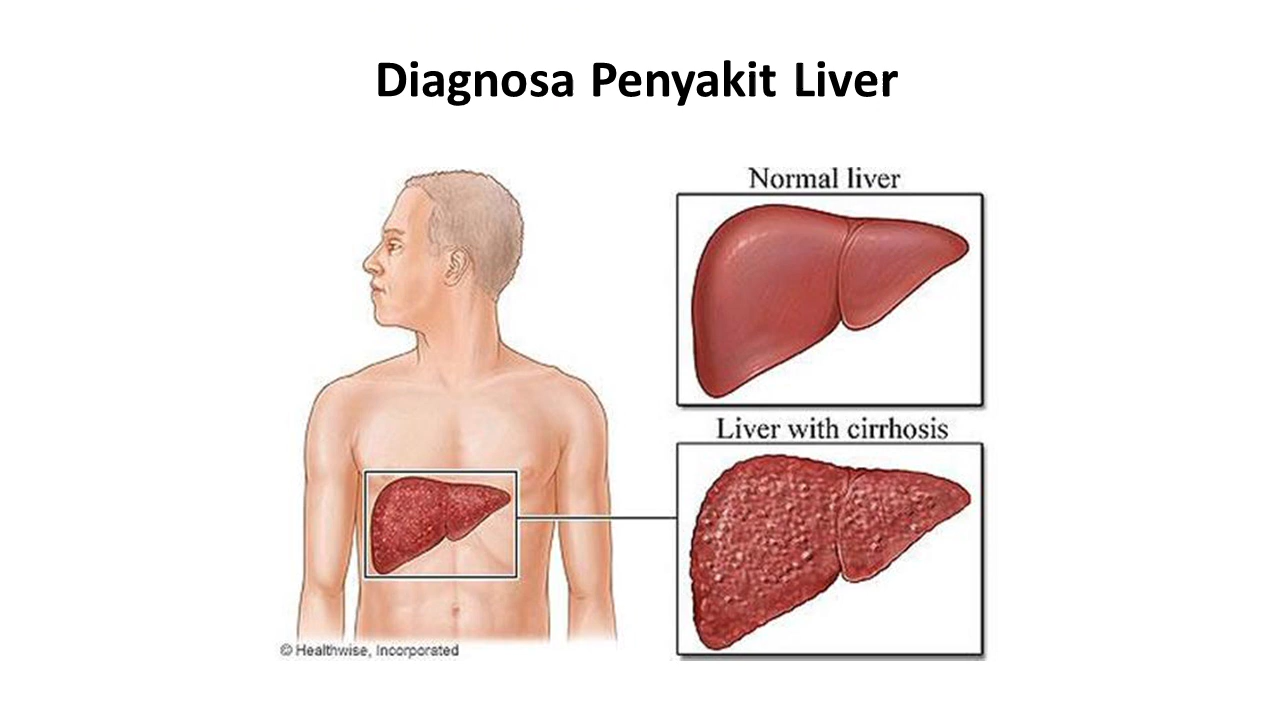 Diagnosa Penyakit Liver
Normal liver
Liver with cirrhosis
© Healthwise, Incorporated